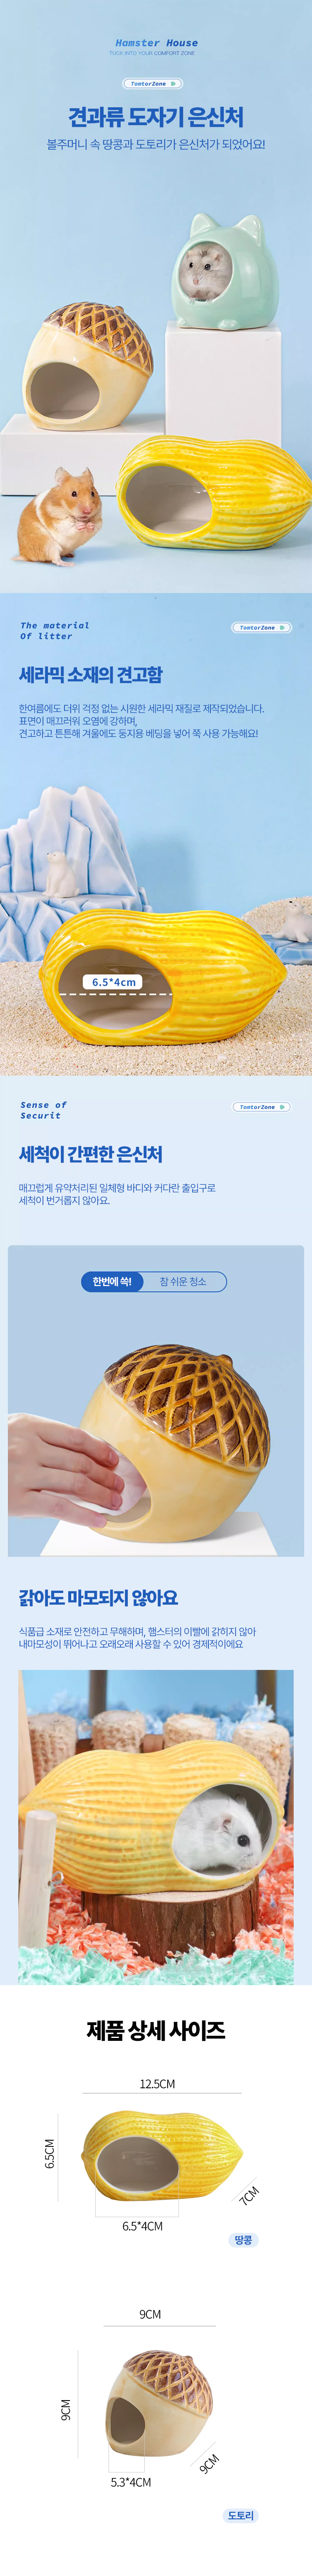 Hamster House
TUCK INTO YOUR COMFORT ZONE
TomtorZone
견과류 도자기 은신처
볼주머니 속 땅콩과 도토리가 은신처가 되었어요!
The material
Of litter
TomtorZone
세라믹 소재의 견고함
한여름에도 더위 걱정 없는 시원한 세라믹 재질로 제작되었습니다.
표면이 매끄러워 오염에 강하며,
견고하고 튼튼해 겨울에도 둥지용 베딩을 넣어 쭉 사용 가능해요!
6.5*4cm
Sense of
Securit
TomtorZone
세척이 간편한 은신처
매끄럽게 유약처리된 일체형 바디와 커다란 출입구로
세척이 번거롭지 않아요.
한번에 쓱! 참 쉬운 청소
갉아도 마모되지 않아요
식품급 소재로 안전하고 무해하며, 햄스터의 이빨에 갉히지 않아
내마모성이 뛰어나고 오래오래 사용할 수 있어 경제적이에요
제품 상세 사이즈
12.5CM
6.5CM
7CM
6.5*4CM
땅콩
9CM
9CM
9CM
5.3*4CM
도토리